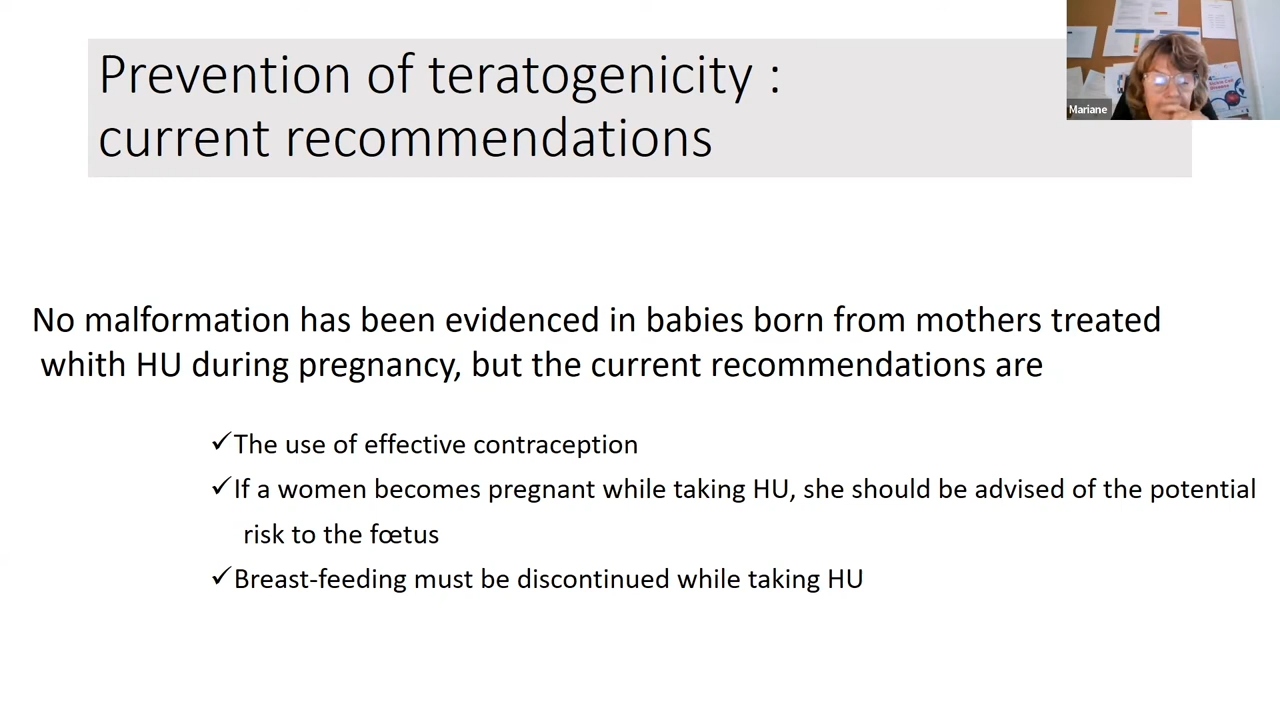 Prevention of teratogenicity :
current recommendations
Mariane
No malformation has been evidenced in babies born from mothers treated
whith HU during pregnancy, but the current recommendations are
✓The use of effective contraception
✓If a women becomes pregnant while taking HU, she should be advised of the potential
risk to the fœtus
✓Breast-feeding must be discontinued while taking HU